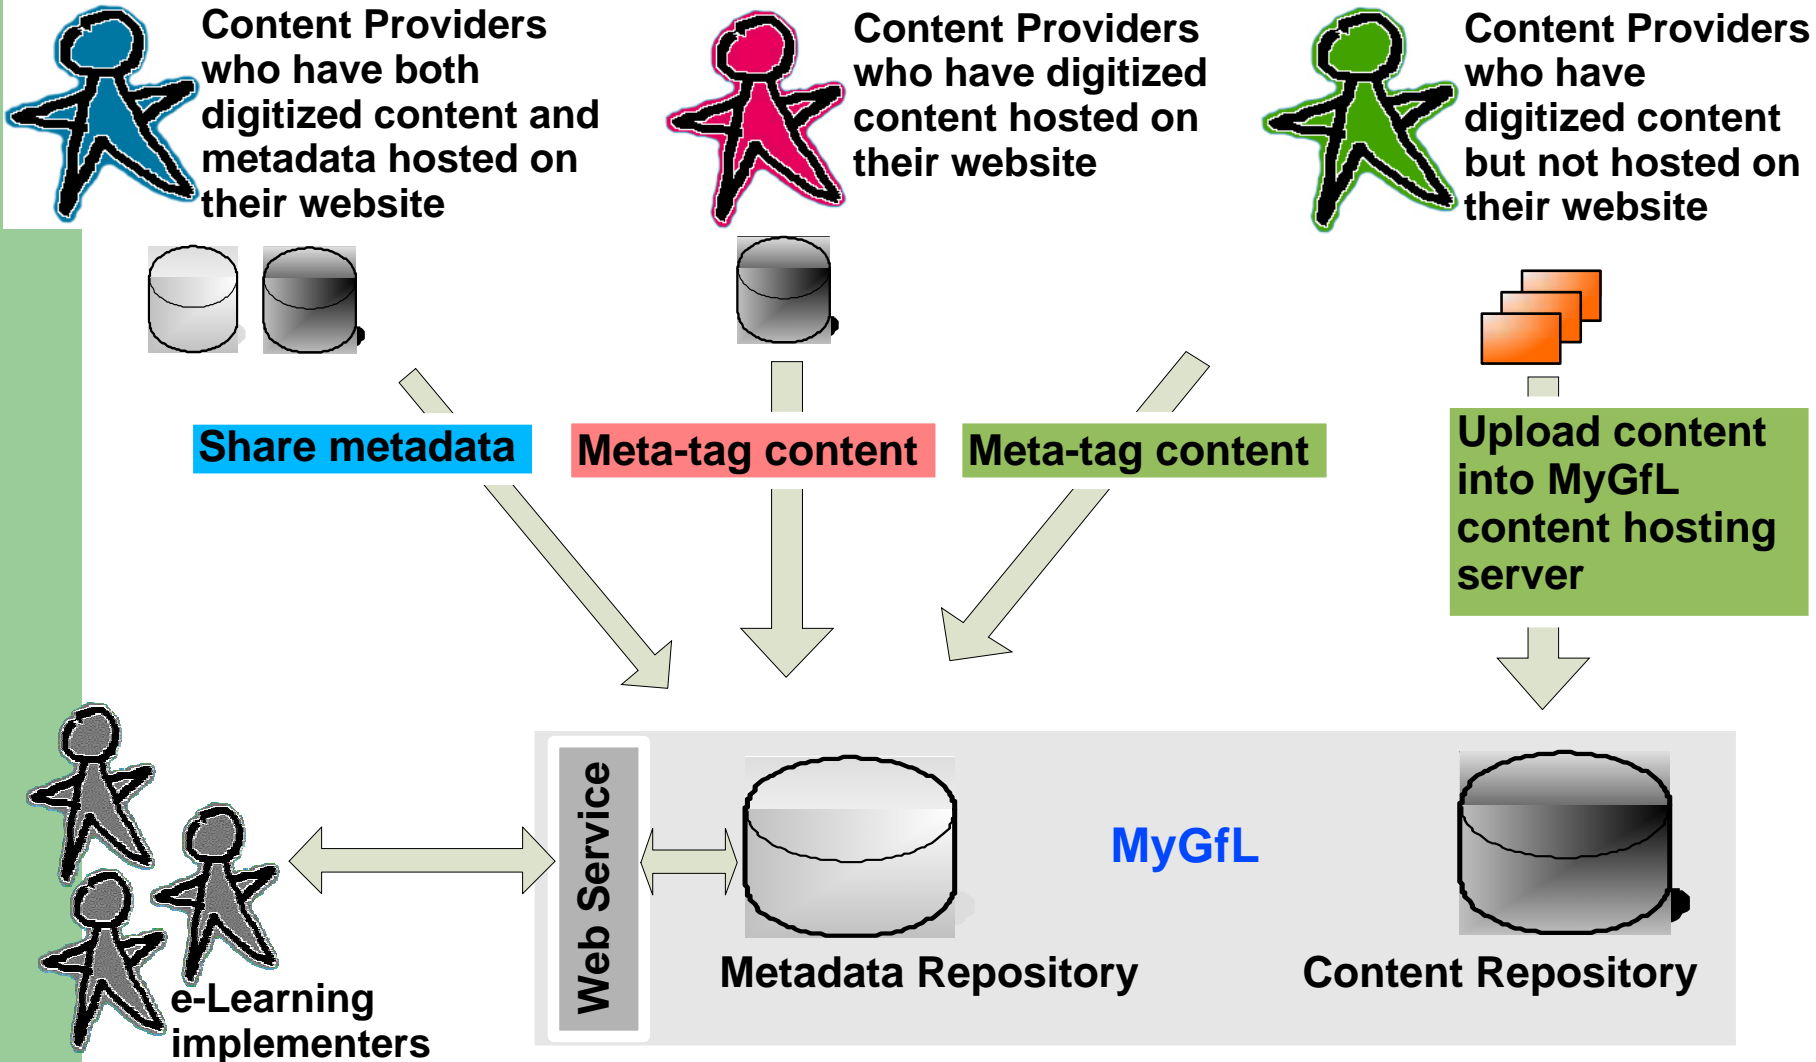 Content Providers
who have both
digitized content and
metadata hosted on
their website
Content Providers
who have digitized
content hosted on
their website
Content Providers
who have
digitized content
but not hosted on
their website
Share metadata
Meta-tag content
Meta-tag content
Upload content
into MyGfL
content hosting
server
Web Service
MyGfL
Metadata Repository
Content Repository
e-Learning
implementers